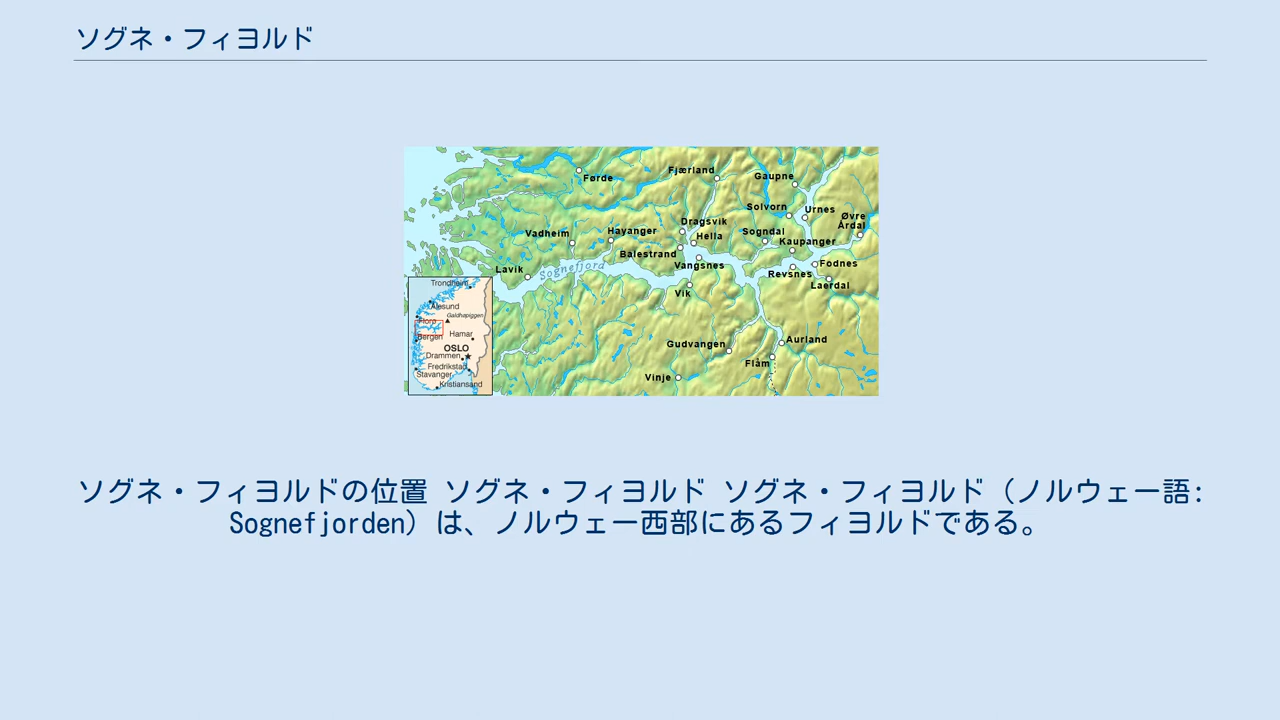 ソグネ・フィヨルド
Førde
Fjærland
Gaupne
Solvorn
Urnes
Øvre
Årdal
Dragsvik
Hella
Sogndal
Kaupanger
Vadheim
Høyanger
Balestrand
Vangsnes
Fodnes
Revsnes
Laerdal
Lavik
Sognefjord
Vik
Gudvangen
Aurland
Flåm
Vinje
Trondheim
Ålesund
Galdhøpiggen
Florø
Bergen
Hamar
OSLO
Drammen
Fredrikstad
Stavanger
Kristiansand
ソグネ・フィヨルドの位置 ソグネ・フィヨルド ソグネ・フィヨルド（ノルウェー語:
Sognefjorden）は、ノルウェー西部にあるフィヨルドである。